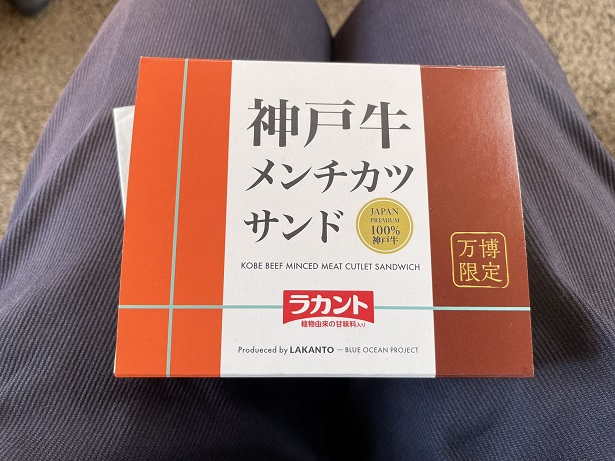 神戸牛
メンチカツ
サンド
JAPAN
PREMIUM
100%
神戸牛
KOBE BEEF MINCED MEAT CUTLET SANDWICH
万博
限定
ラカント
植物由来の甘味料入り
Produeced by LAKANTO — BLUE OCEAN PROJECT